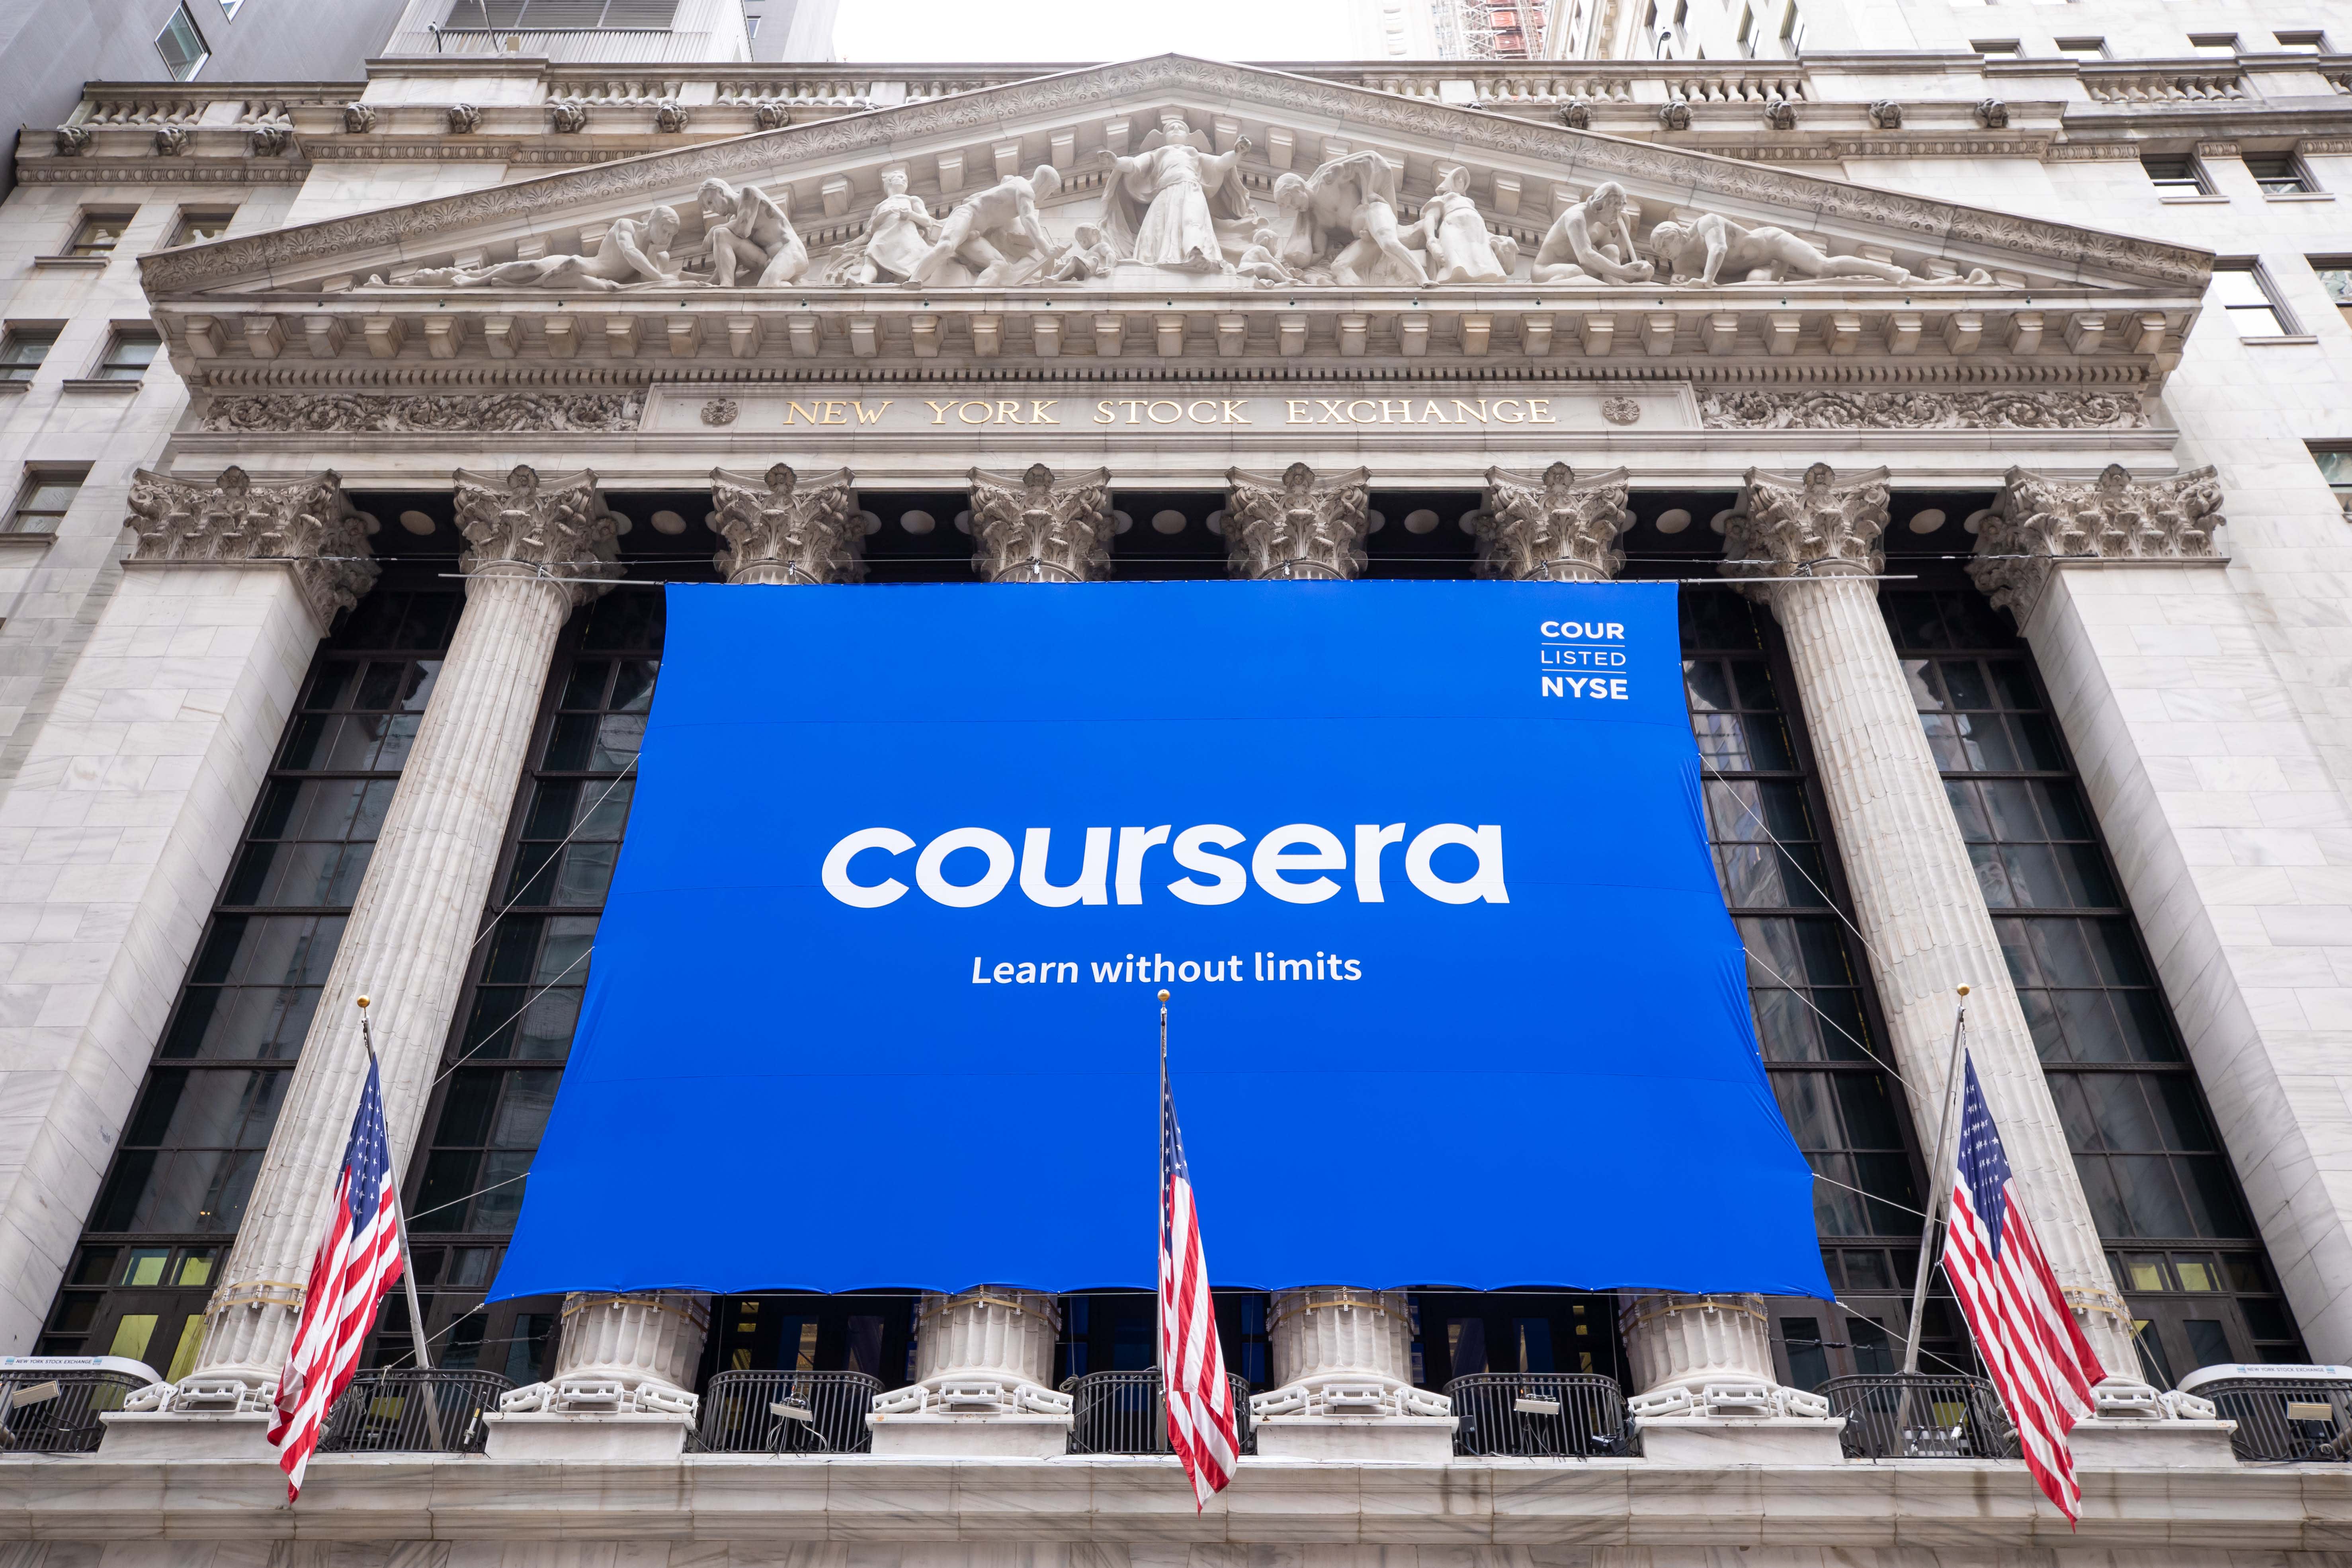 NEW YORK STOCK EXCHANGE
COUR
LISTED
NYSE
coursera
Learn without limits
NEW YORK STOCK EXCHANGE
NEW YORK STOCK EXCHANGE